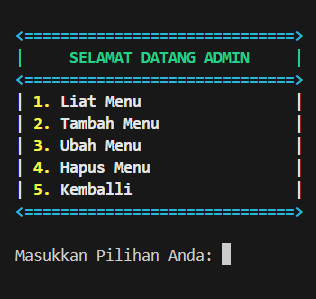 <==============================>
|     SELAMAT DATANG ADMIN     |
<==============================>
| 1. Liat Menu                 |
| 2. Tambah Menu               |
| 3. Ubah Menu                 |
| 4. Hapus Menu                |
| 5. Kemballi                  |
<==============================>
Masukkan Pilihan Anda: